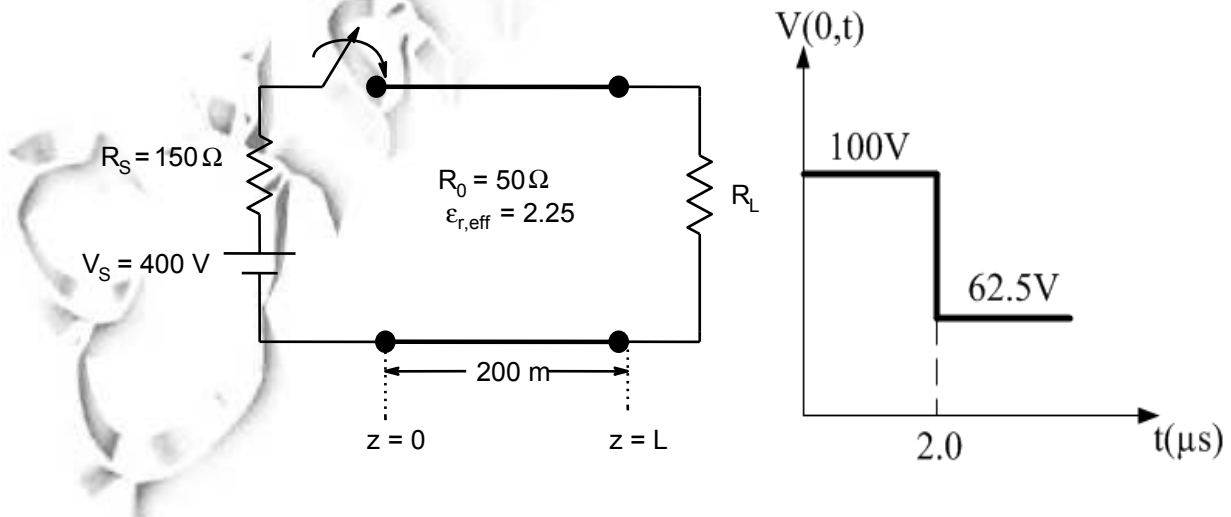 V(0,t)
100V
R_S = 150 Ω
R_0 = 50 Ω
ε_r,eff = 2.25
R_L
V_S = 400 V
62.5V
200 m
z = 0
z = L
2.0
t(µs)